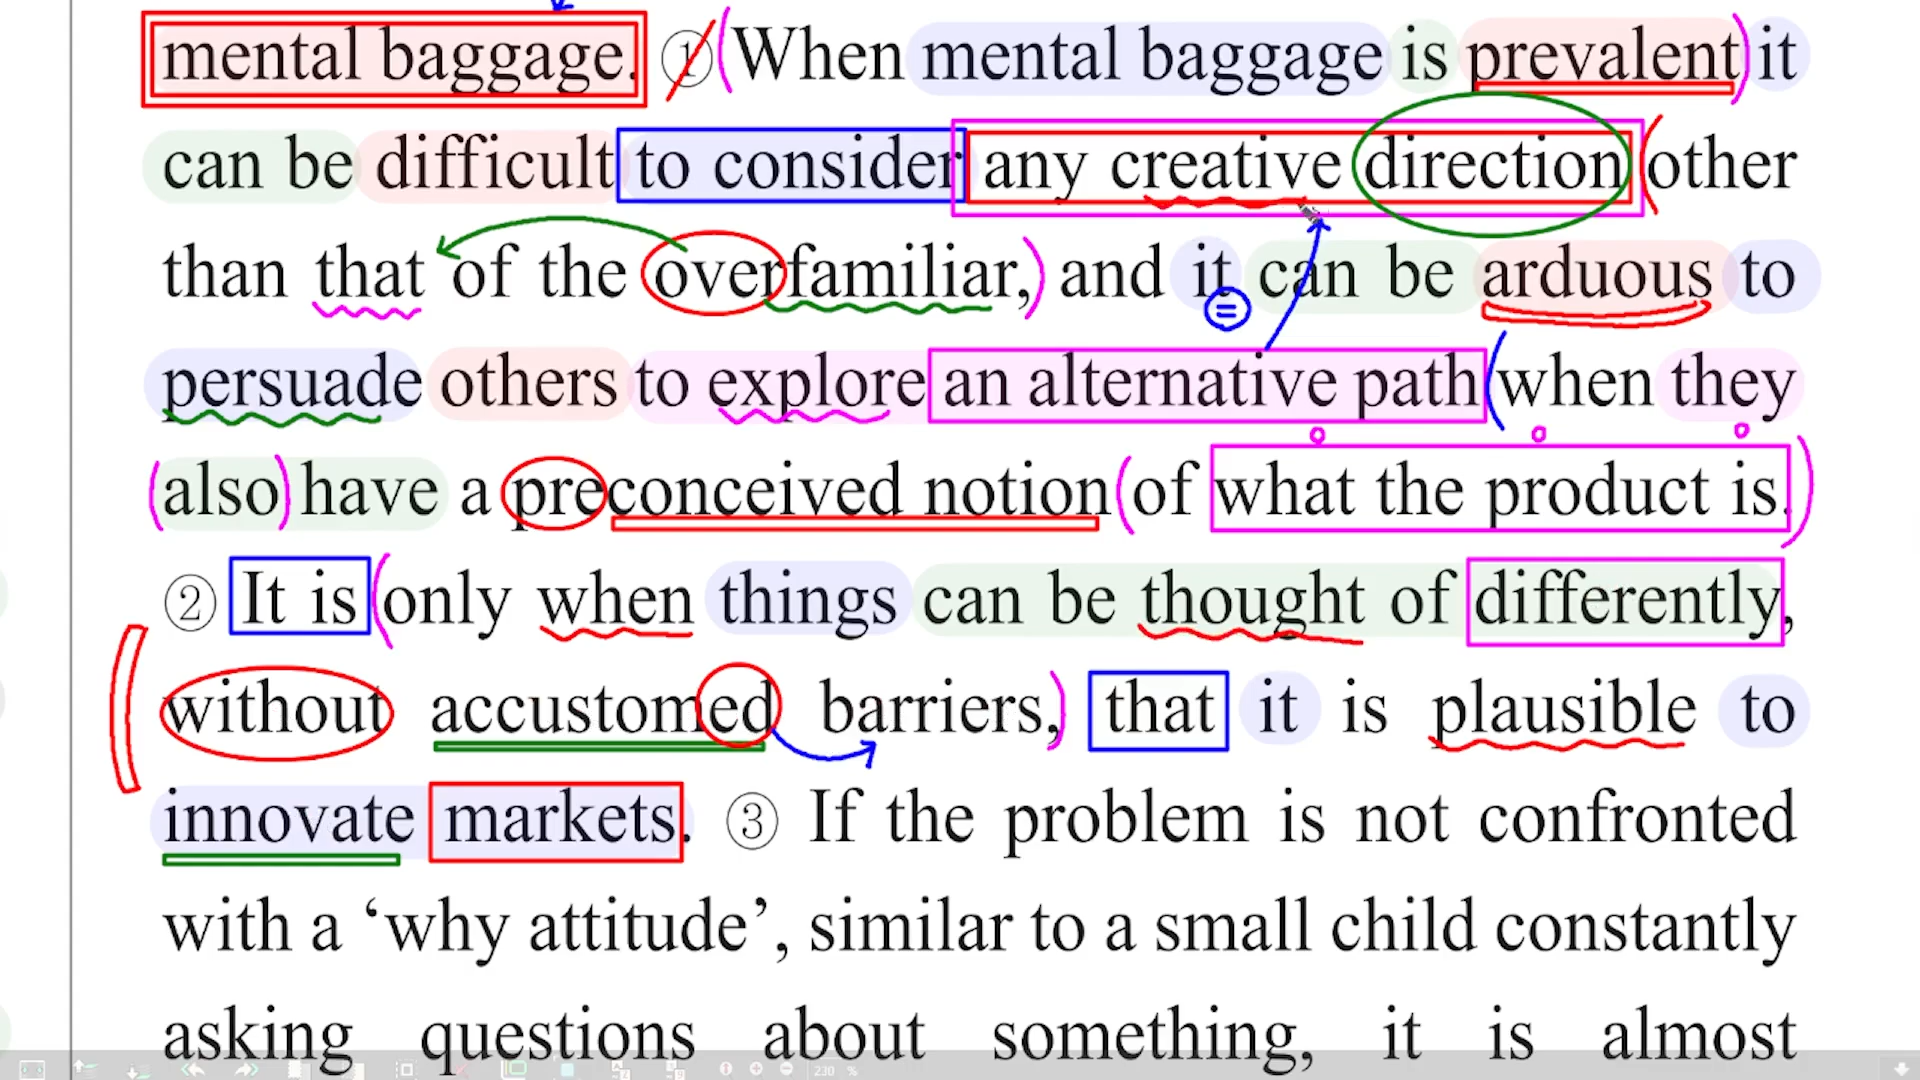 mental baggage. ① When mental baggage is prevalent it
can be difficult to consider any creative direction other
than that of the overfamiliar, and it can be arduous to
persuade others to explore an alternative path when they
also have a preconceived notion of what the product is.
② It is only when things can be thought of differently,
without accustomed barriers, that it is plausible to
innovate markets. ③ If the problem is not confronted
with a ‘why attitude’, similar to a small child constantly
asking questions about something, it is almost
230 %